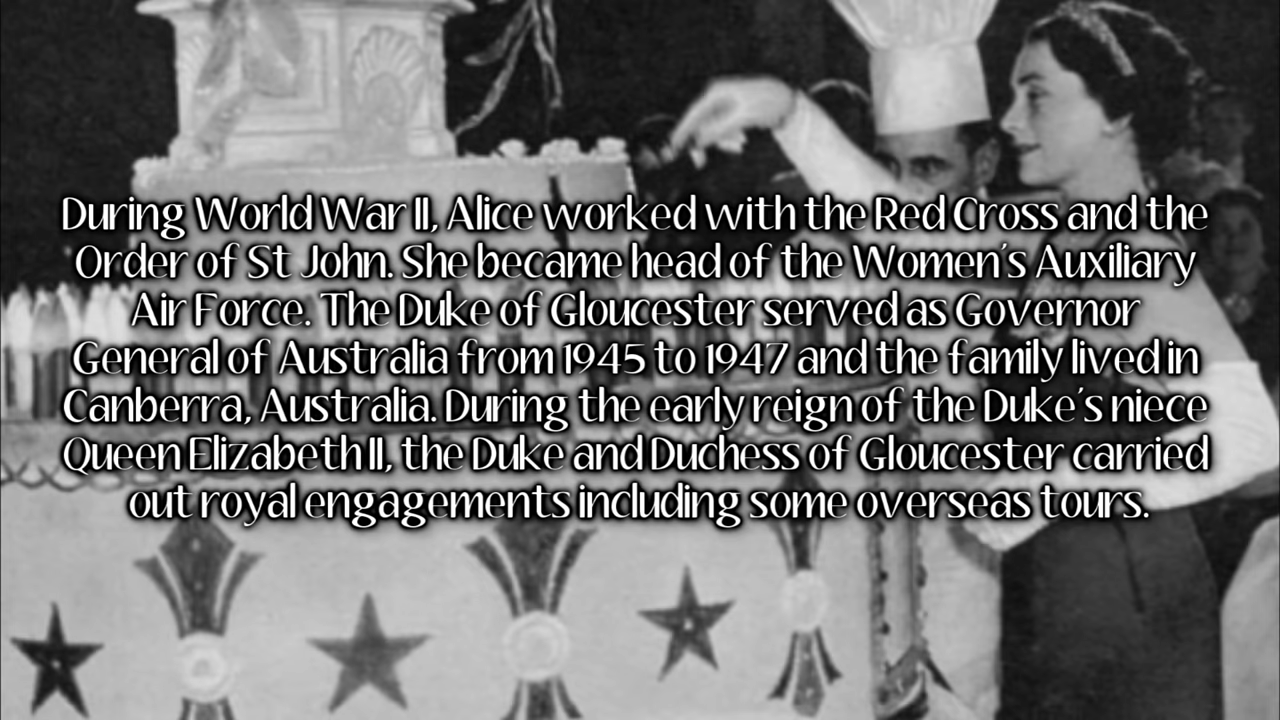 During World War II, Alice worked with the Red Cross and the
Order of St John. She became head of the Women's Auxiliary
Air Force. The Duke of Gloucester served as Governor
General of Australia from 1945 to 1947 and the family lived in
Canberra, Australia. During the early reign of the Duke's niece
Queen Elizabeth II, the Duke and Duchess of Gloucester carried
out royal engagements including some overseas tours.